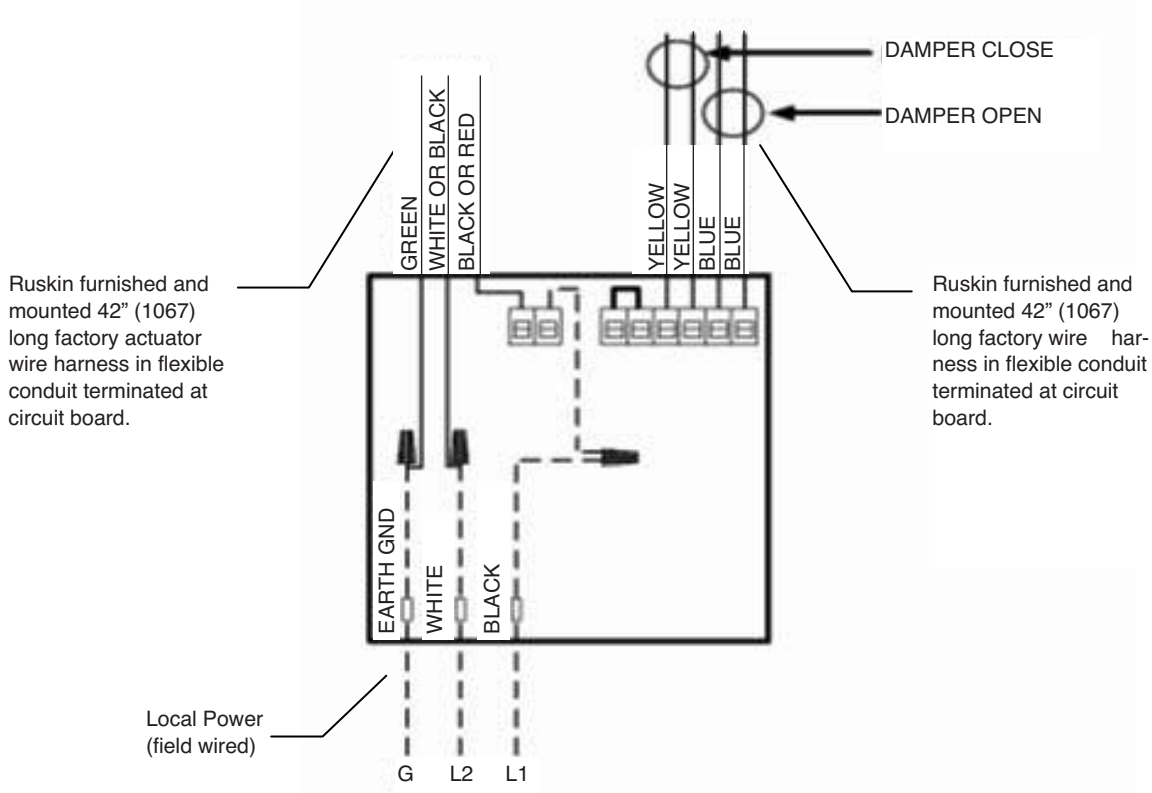 DAMPER CLOSE
DAMPER OPEN
GREEN
WHITE OR BLACK
BLACK OR RED
YELLOW
YELLOW
BLUE
BLUE
Ruskin furnished and
mounted 42” (1067)
long factory actuator
wire harness in flexible
conduit terminated at
circuit board.
Ruskin furnished and
mounted 42” (1067)
long factory wire har-
ness in flexible conduit
terminated at circuit
board.
EARTH GND
WHITE
BLACK
Local Power
(field wired)
G L2 L1